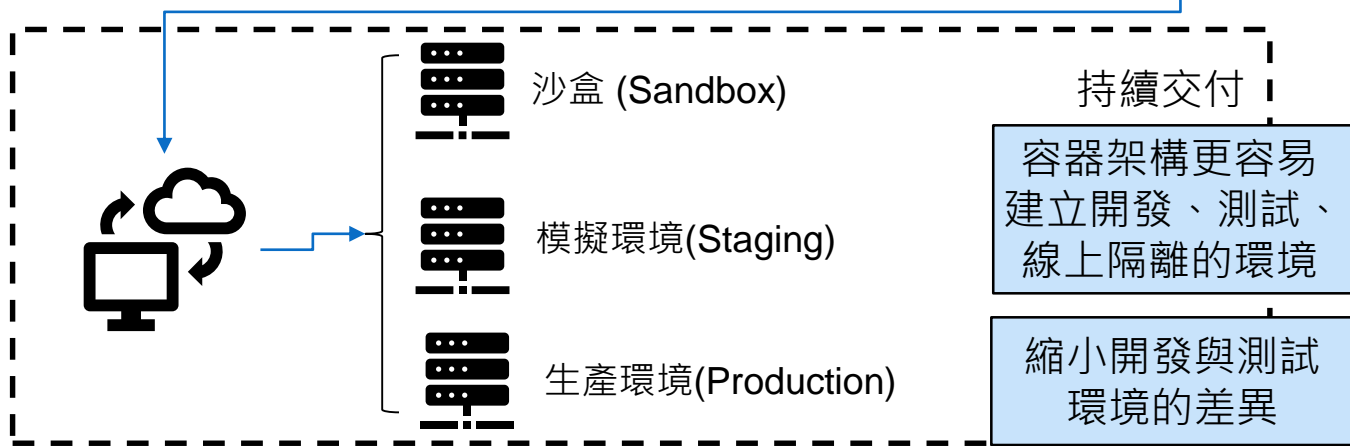 沙盒 (Sandbox)
持續交付
容器架構更容易
建立開發、測試、
線上隔離的環境
模擬環境(Staging)
縮小開發與測試
環境的差異
生產環境(Production)